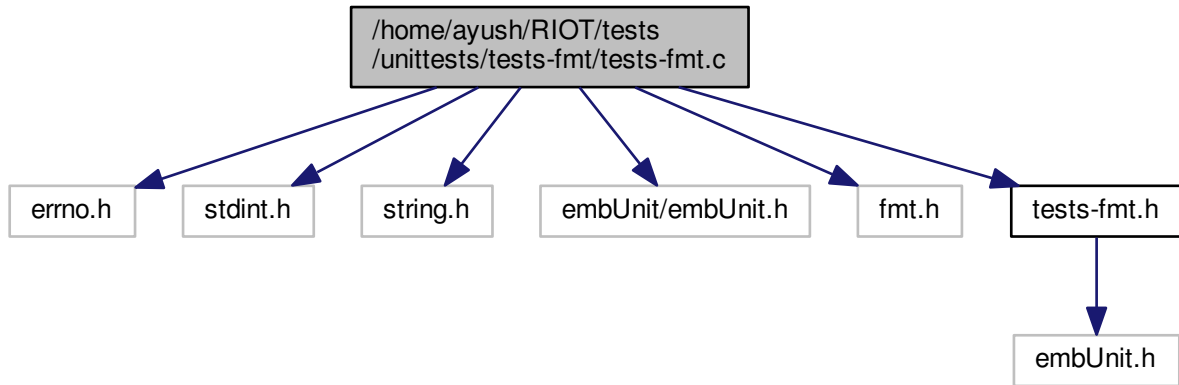 /home/ayush/RIOT/tests
/unittests/tests-fmt/tests-fmt.c
errno.h
stdint.h
string.h
embUnit/embUnit.h
fmt.h
tests-fmt.h
embUnit.h